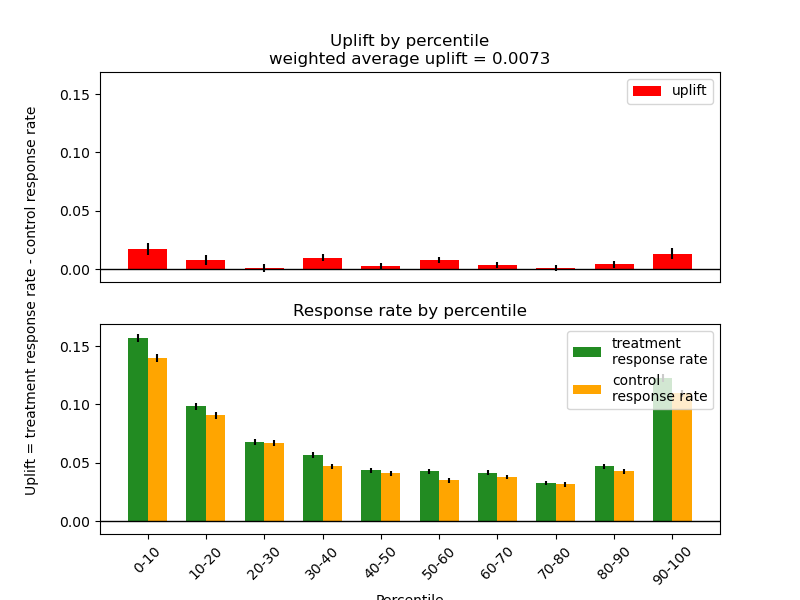 Uplift by percentile
weighted average uplift = 0.0073
uplift
0.15
0.10
0.05
0.00
Uplift = treatment response rate - control response rate
Response rate by percentile
treatment
response rate
control
response rate
0.15
0.10
0.05
0.00
0-10
10-20
20-30
30-40
40-50
50-60
60-70
70-80
80-90
90-100
Percentile